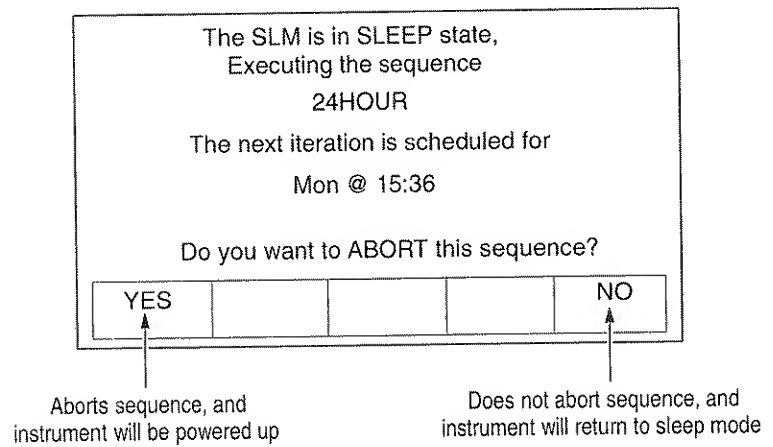 The SLM is in SLEEP state,
Executing the sequence
24HOUR
The next iteration is scheduled for
Mon @ 15:36
Do you want to ABORT this sequence?
YES
NO
Aborts sequence, and
instrument will be powered up
Does not abort sequence, and
instrument will return to sleep mode